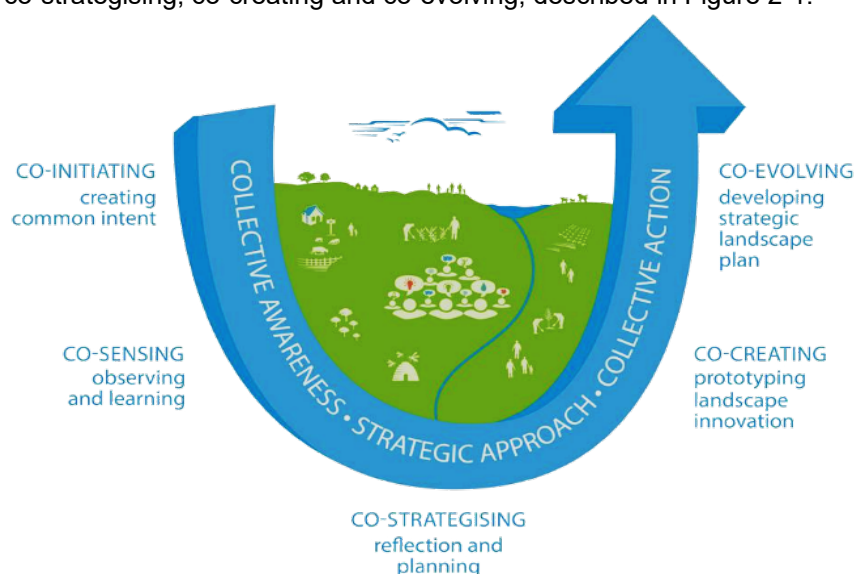 co-strategising, co-creating and co-evolving, described in Figure 2-1.
CO-INITIATING
creating
common intent
CO-SENSING
observing
and learning
CO-STRATEGISING
reflection and
planning
CO-CREATING
prototyping
landscape
innovation
CO-EVOLVING
developing
strategic
landscape
plan
COLLECTIVE AWARENESS • STRATEGIC APPROACH • COLLECTIVE ACTION